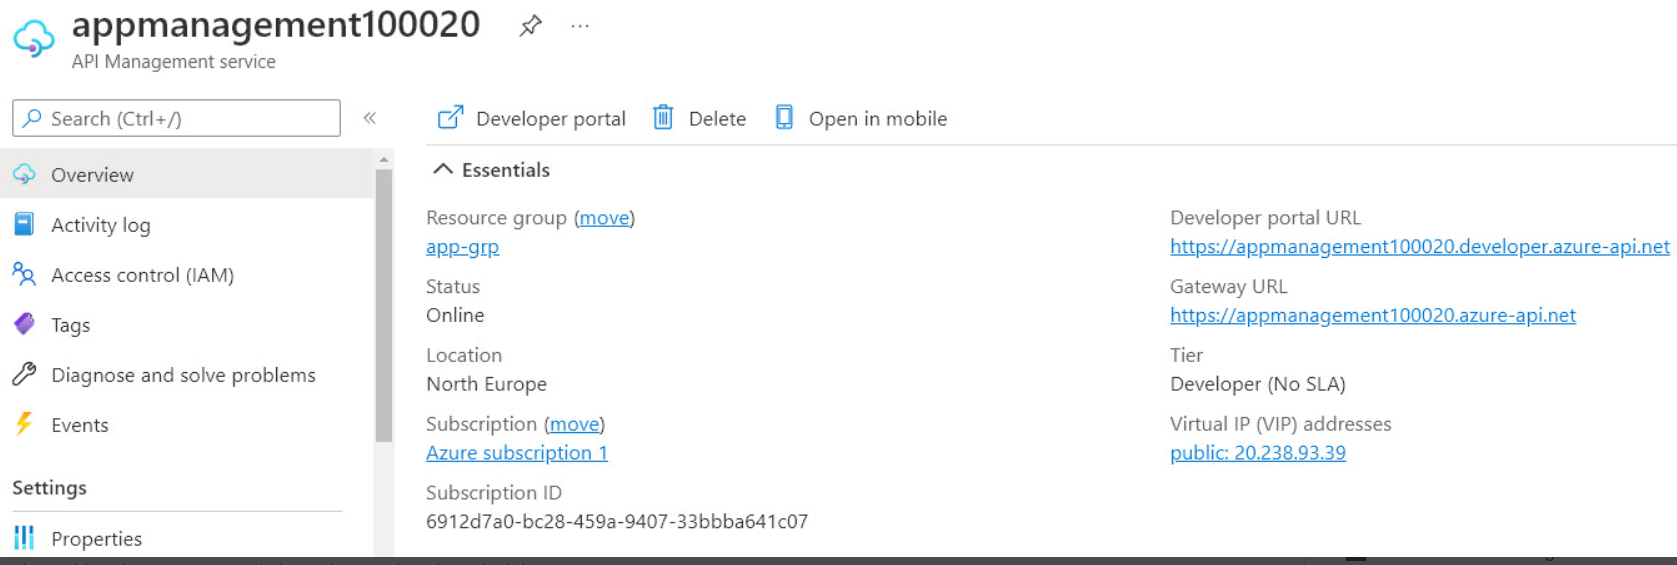 appmanagement100020
API Management service
Search (Ctrl+/)
«
Developer portal
Delete
Open in mobile
Overview
Activity log
Access control (IAM)
Tags
Diagnose and solve problems
Events
Settings
Properties
Essentials
Resource group (move)
app-grp
Status
Online
Location
North Europe
Subscription (move)
Azure subscription 1
Subscription ID
6912d7a0-bc28-459a-9407-33bbba641c07
Developer portal URL
https://appmanagement100020.developer.azure-api.net
Gateway URL
https://appmanagement100020.azure-api.net
Tier
Developer (No SLA)
Virtual IP (VIP) addresses
public: 20.238.93.39